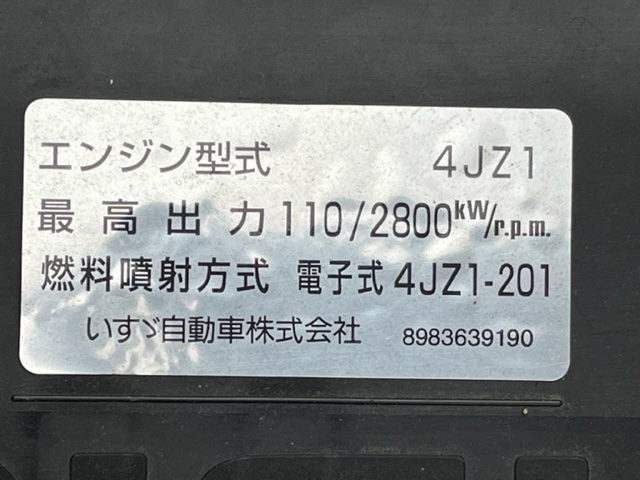 エンジン型式 4JZ1
最高出力 110/2800kW/r.p.m.
燃料噴射方式 電子式 4JZ1-201
いすゞ自動車株式会社 8983639190